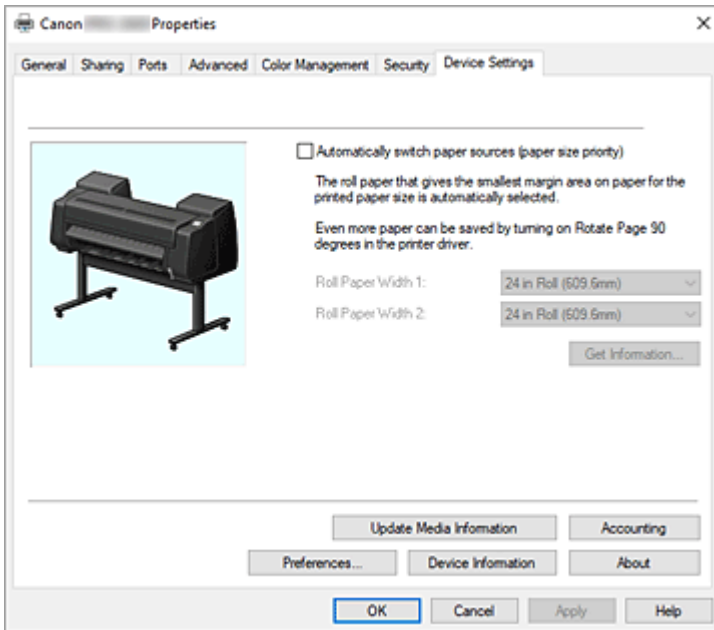 Canon Properties
General Sharing Ports Advanced Color Management Security Device Settings
Automatically switch paper sources (paper size priority)
The roll paper that gives the smallest margin area on paper for the
printed paper size is automatically selected.
Even more paper can be saved by turning on Rotate Page 90
degrees in the printer driver.
Roll Paper Width 1: 24 in Roll (609.6mm)
Roll Paper Width 2: 24 in Roll (609.6mm)
Get Information...
Update Media Information Accounting
Preferences... Device Information About
OK Cancel Apply Help